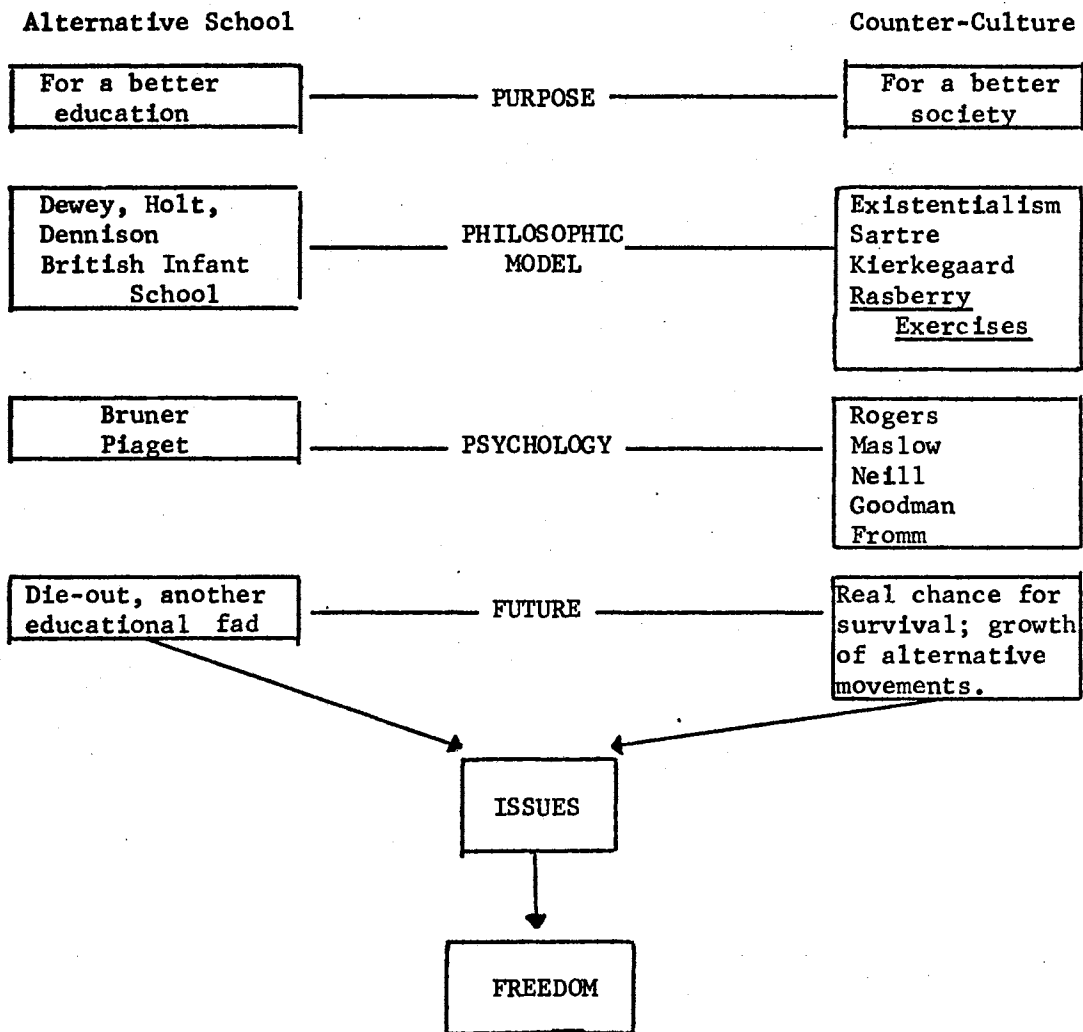 Alternative School
Counter-Culture
For a better
education
PURPOSE
For a better
society
Dewey, Holt,
Dennison
British Infant
School
PHILOSOPHIC
MODEL
Existentialism
Sartre
Kierkegaard
Rasberry
Exercises
Bruner
Piaget
PSYCHOLOGY
Rogers
Maslow
Neill
Goodman
Fromm
Die-out, another
educational fad
FUTURE
Real chance for
survival; growth
of alternative
movements.
ISSUES
FREEDOM